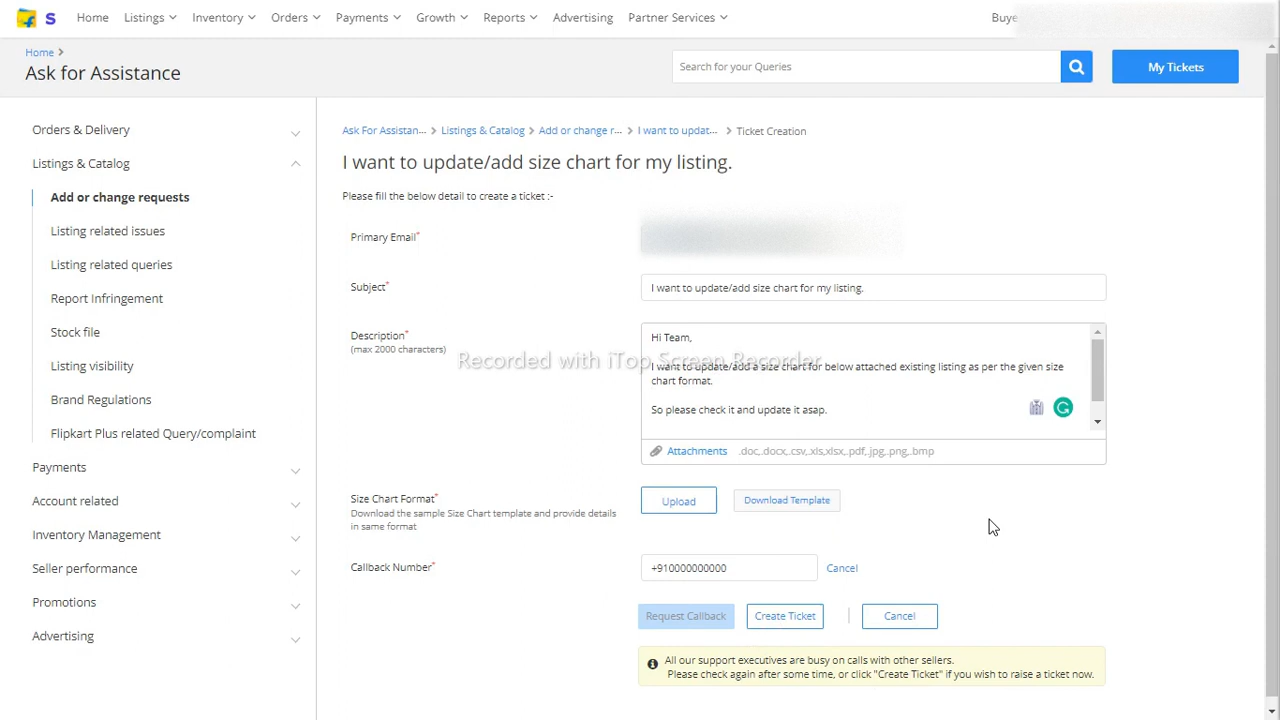 Home
Listings
Inventory
Orders
Payments
Growth
Reports
Advertising
Partner Services
Buye
Home
Ask for Assistance
Search for your Queries
My Tickets
Orders & Delivery
Listings & Catalog
Add or change requests
Listing related issues
Listing related queries
Report Infringement
Stock file
Listing visibility
Brand Regulations
Flipkart Plus related Query/complaint
Payments
Account related
Inventory Management
Seller performance
Promotions
Advertising
Ask For Assistan... > Listings & Catalog > Add or change r... > I want to updat... > Ticket Creation
I want to update/add size chart for my listing.
Please fill the below detail to create a ticket :-
Primary Email*
Subject*
I want to update/add size chart for my listing.
Description*
(max 2000 characters)
Hi Team,
Recorded with iTop Screen Recorder
I want to update/add a size chart for below attached existing listing as per the given size
chart format.
So please check it and update it asap.
Attachments .doc,.docx,.csv,.xls,xlsx,.pdf,.jpg,.png,.bmp
Size Chart Format*
Download the sample Size Chart template and provide details
in same format
Upload
Download Template
Callback Number*
+910000000000
Cancel
Request Callback
Create Ticket
Cancel
All our support executives are busy on calls with other sellers.
Please check again after some time, or click "Create Ticket" if you wish to raise a ticket now.